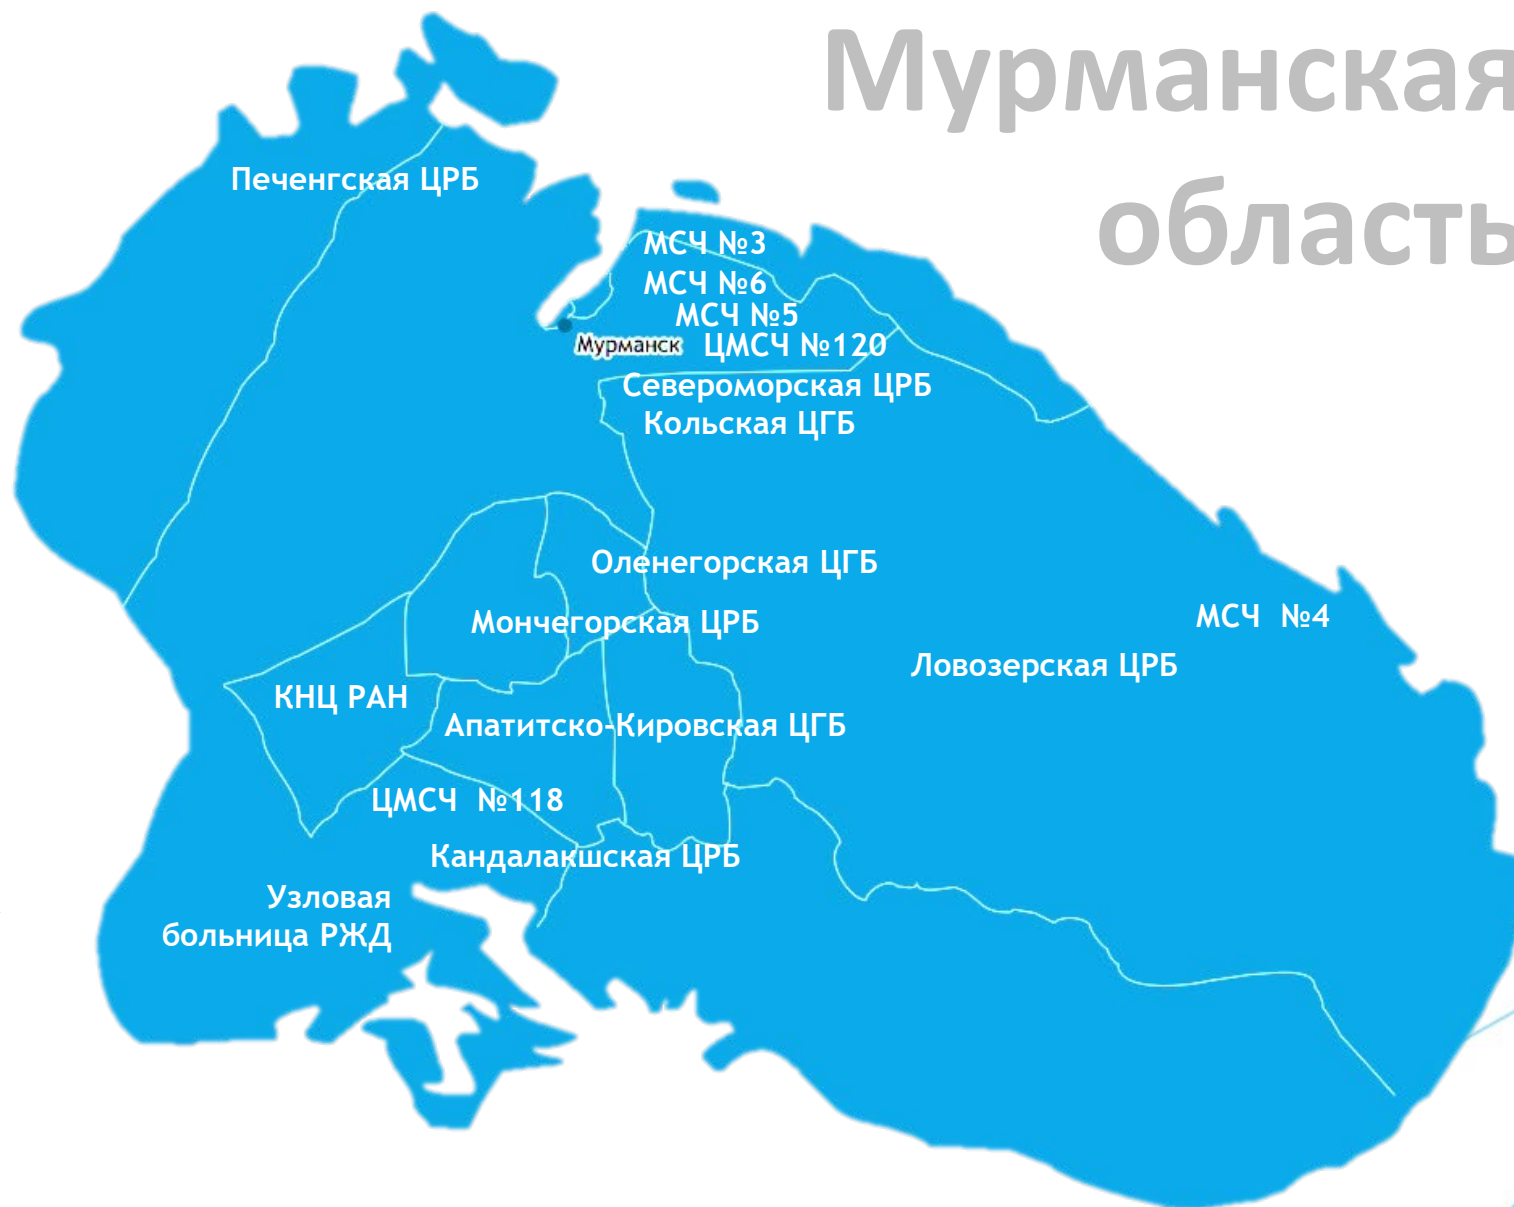 Мурманская
область
Печенгская ЦРБ
МСЧ №3
МСЧ №6
МСЧ №5
Мурманск
ЦМСЧ №120
Североморская ЦРБ
Кольская ЦГБ
Оленегорская ЦГБ
Мончегорская ЦРБ
МСЧ №4
Ловозерская ЦРБ
КНЦ РАН
Апатитско-Кировская ЦГБ
ЦМСЧ №118
Кандалакшская ЦРБ
Узловая
больница РЖД